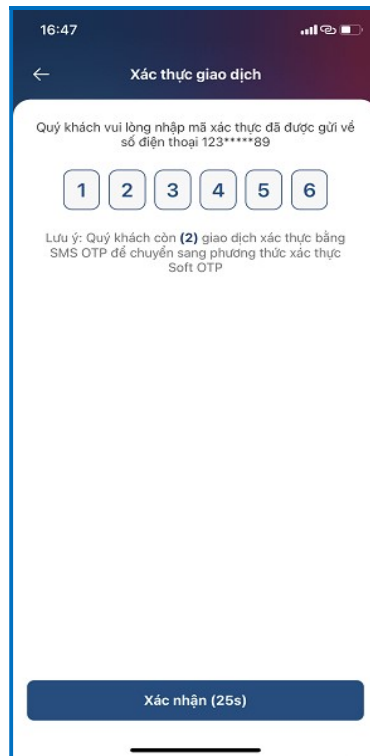 16:47
Xác thực giao dịch
Quý khách vui lòng nhập mã xác thực đã được gửi về
số điện thoại 123*****89
1 2 3 4 5 6
Lưu ý: Quý khách còn (2) giao dịch xác thực bằng
SMS OTP để chuyển sang phương thức xác thực
Soft OTP
Xác nhận (25s)